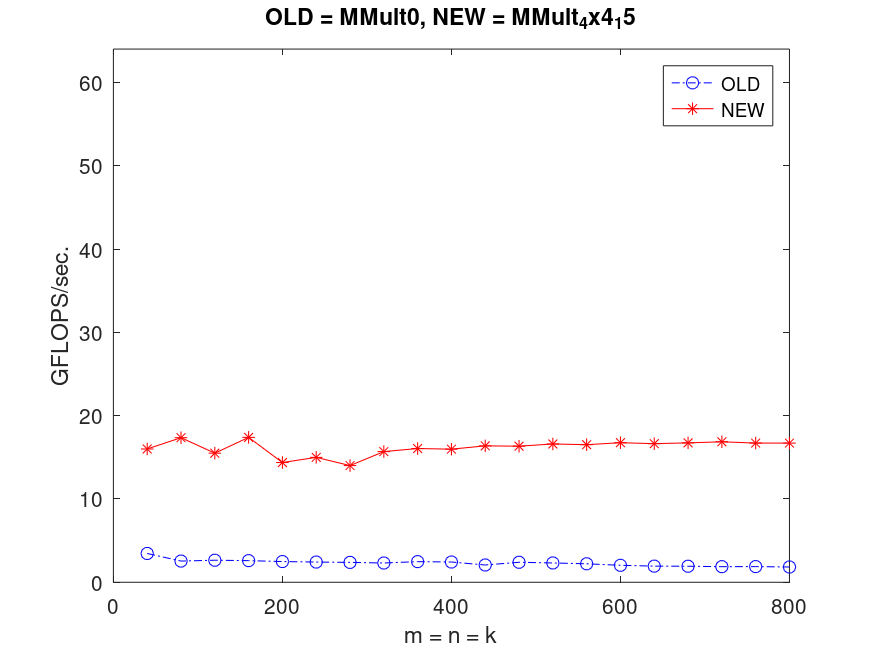 OLD = MMult0, NEW = MMult₄x4₁5
OLD
NEW
60
50
40
30
20
10
0
GFLOPS/sec.
0 200 400 600 800
m = n = k